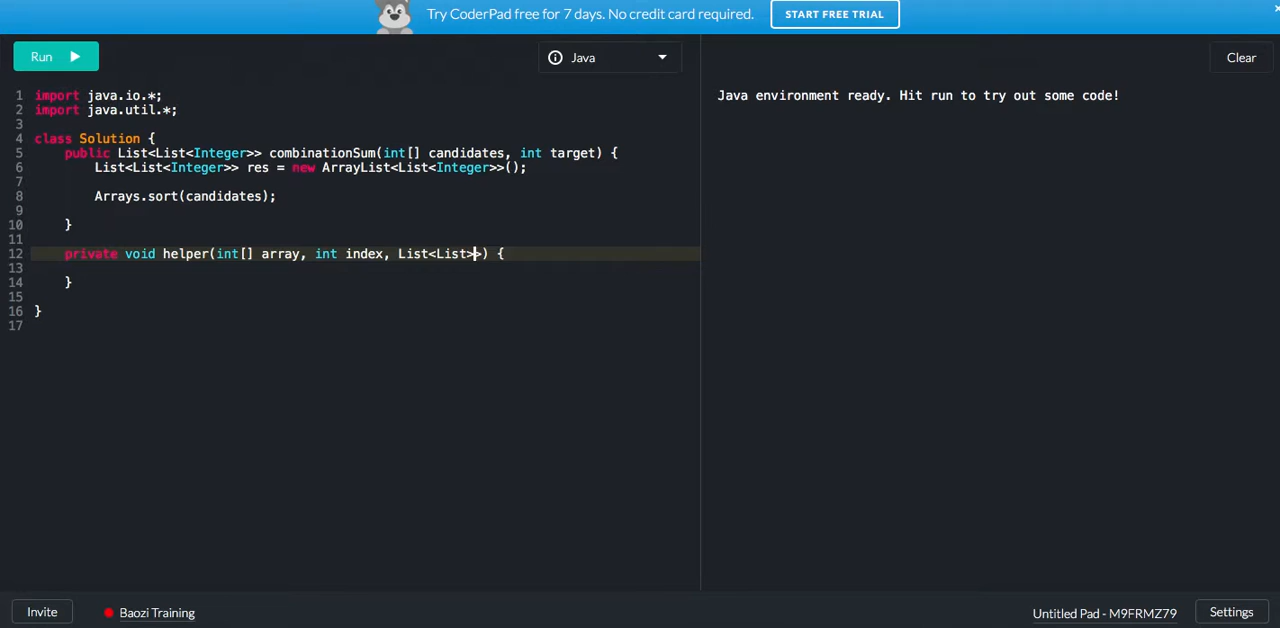 Try CoderPad free for 7 days. No credit card required. START FREE TRIAL
Run Java Clear
1 import java.io.*;
2 import java.util.*;
3
4 class Solution {
5 public List<List<Integer>> combinationSum(int[] candidates, int target) {
6 List<List<Integer>> res = new ArrayList<List<Integer>>();
7
8 Arrays.sort(candidates);
9
10 }
11
12 private void helper(int[] array, int index, List<List>>) {
13
14 }
15
16 }
17
Java environment ready. Hit run to try out some code!
Invite Baozi Training Untitled Pad - M9FRMZ79 Settings